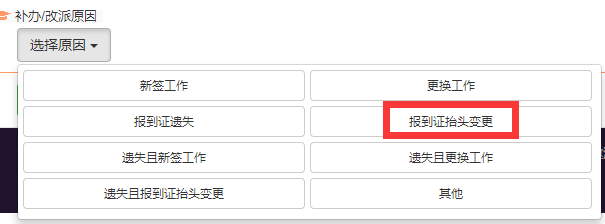 补办/改派原因
选择原因
新签工作 更换工作
报到证遗失 报到证抬头变更
遗失且新签工作 遗失且更换工作
遗失且报到证抬头变更 其他